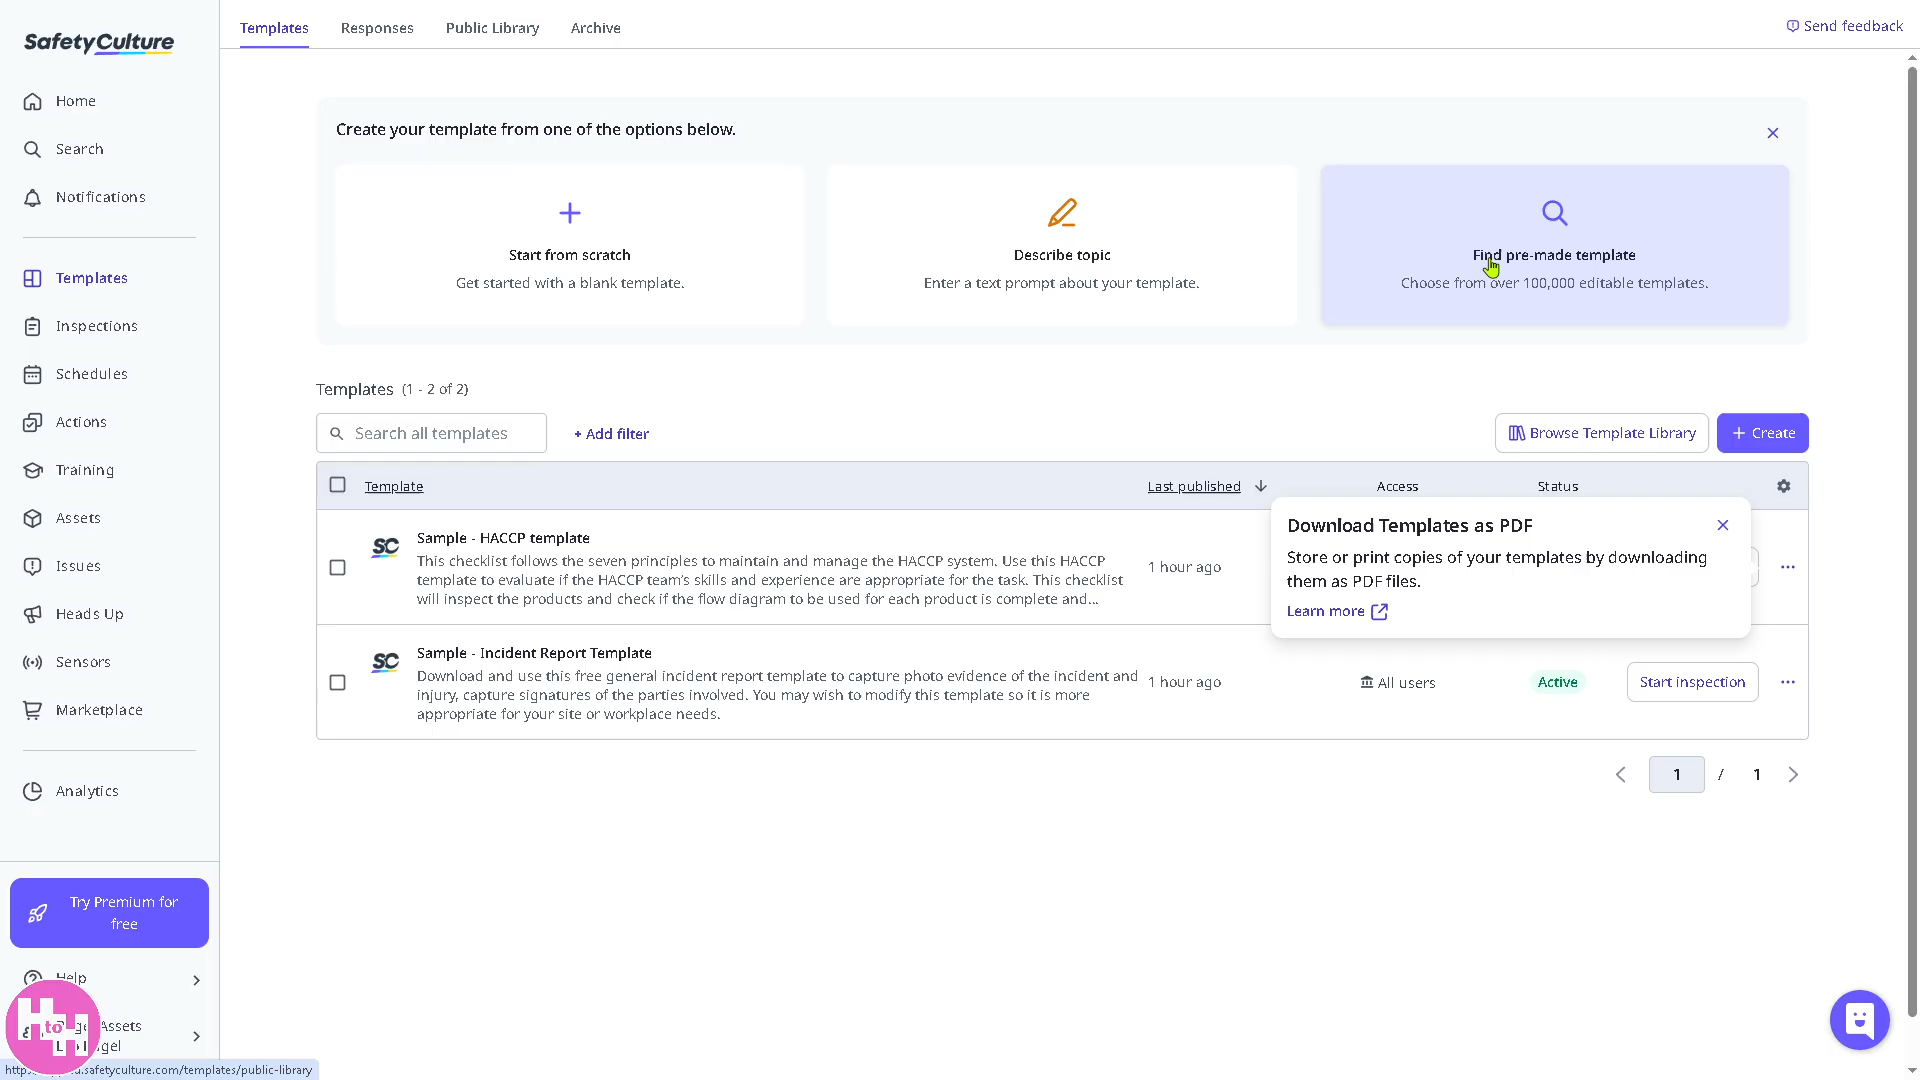 SafetyCulture
Home
Search
Notifications
Templates
Inspections
Schedules
Actions
Training
Assets
Issues
Heads Up
Sensors
Marketplace
Analytics
Try Premium for
free
Help
Assets
H to H
https
safetyculture.com/templates/public-library
Templates
Responses
Public Library
Archive
Send feedback
Create your template from one of the options below.
Start from scratch
Get started with a blank template.
Describe topic
Enter a text prompt about your template.
Find pre-made template
Choose from over 100,000 editable templates.
Templates (1 - 2 of 2)
Search all templates
+ Add filter
Browse Template Library
+ Create
Template
Last published
Access
Status
Sample - HACCP template
This checklist follows the seven principles to maintain and manage the HACCP system. Use this HACCP
template to evaluate if the HACCP team's skills and experience are appropriate for the task. This checklist
will inspect the products and check if the flow diagram to be used for each product is complete and...
1 hour ago
Download Templates as PDF
Store or print copies of your templates by downloading
them as PDF files.
Learn more
SC
Sample - Incident Report Template
Download and use this free general incident report template to capture photo evidence of the incident and
injury, capture signatures of the parties involved. You may wish to modify this template so it is more
appropriate for your site or workplace needs.
1 hour ago
All users
Active
Start inspection
SC
1 / 1